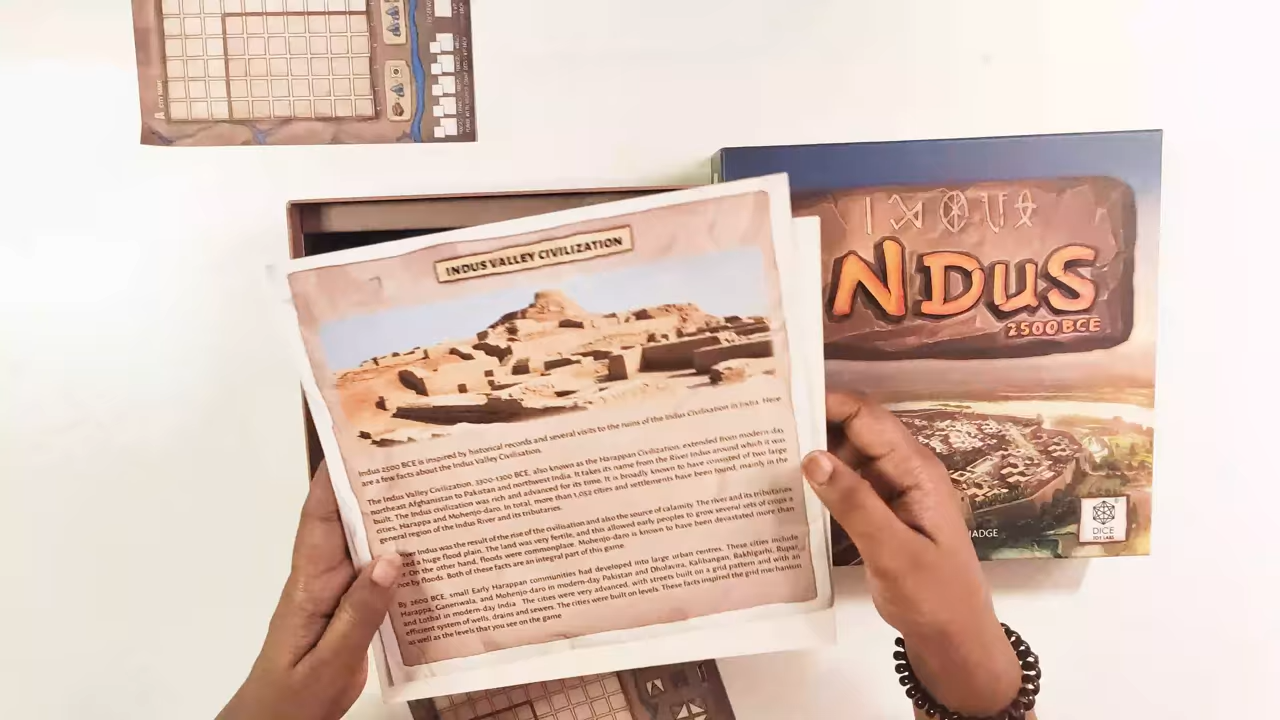 INDUS VALLEY CIVILIZATION
Indus 2500 BCE is inspired by historical records and several visits to the ruins of the Indus Civilisation in India. Here
are a few facts about the Indus Valley Civilisation.
The Indus Valley Civilization, 3300-1300 BCE, also known as the Harappan Civilization, extended from modern-day
northeast Afghanistan to Pakistan and northwest India. It takes its name from the River Indus around which it was
built. The Indus civilization was rich and advanced for its time. It is broadly known to have consisted of two large
cities, Harappa and Mohenjo-daro. In total, more than 1,052 cities and settlements have been found, mainly in the
general region of the Indus River and its tributaries.
Indus was the result of the rise of the civilisation and also the source of calamity. The river and its tributaries
a huge flood plain. The land was very fertile, and this allowed early peoples to grow several sets of crops a
On the other hand, floods were commonplace. Mohenjo-daro is known to have been devastated more than
by floods. Both of these facts are an integral part of this game.
By 2600 BCE, small Early Harappan communities had developed into large urban centres. These cities include
Harappa, Ganeriwala, and Mohenjo-daro in modern-day Pakistan and Dholavira, Kalibangan, Rakhigarhi, Rupar
and Lothal in modern-day India. The cities were very advanced, with streets built on a grid pattern and with an
efficient system of wells, drains and sewers. The cities were built on levels. These facts inspired the grid mechanism
as well as the levels that you see on the game
NDUS
2500 BCE
DICE
TOY LABS